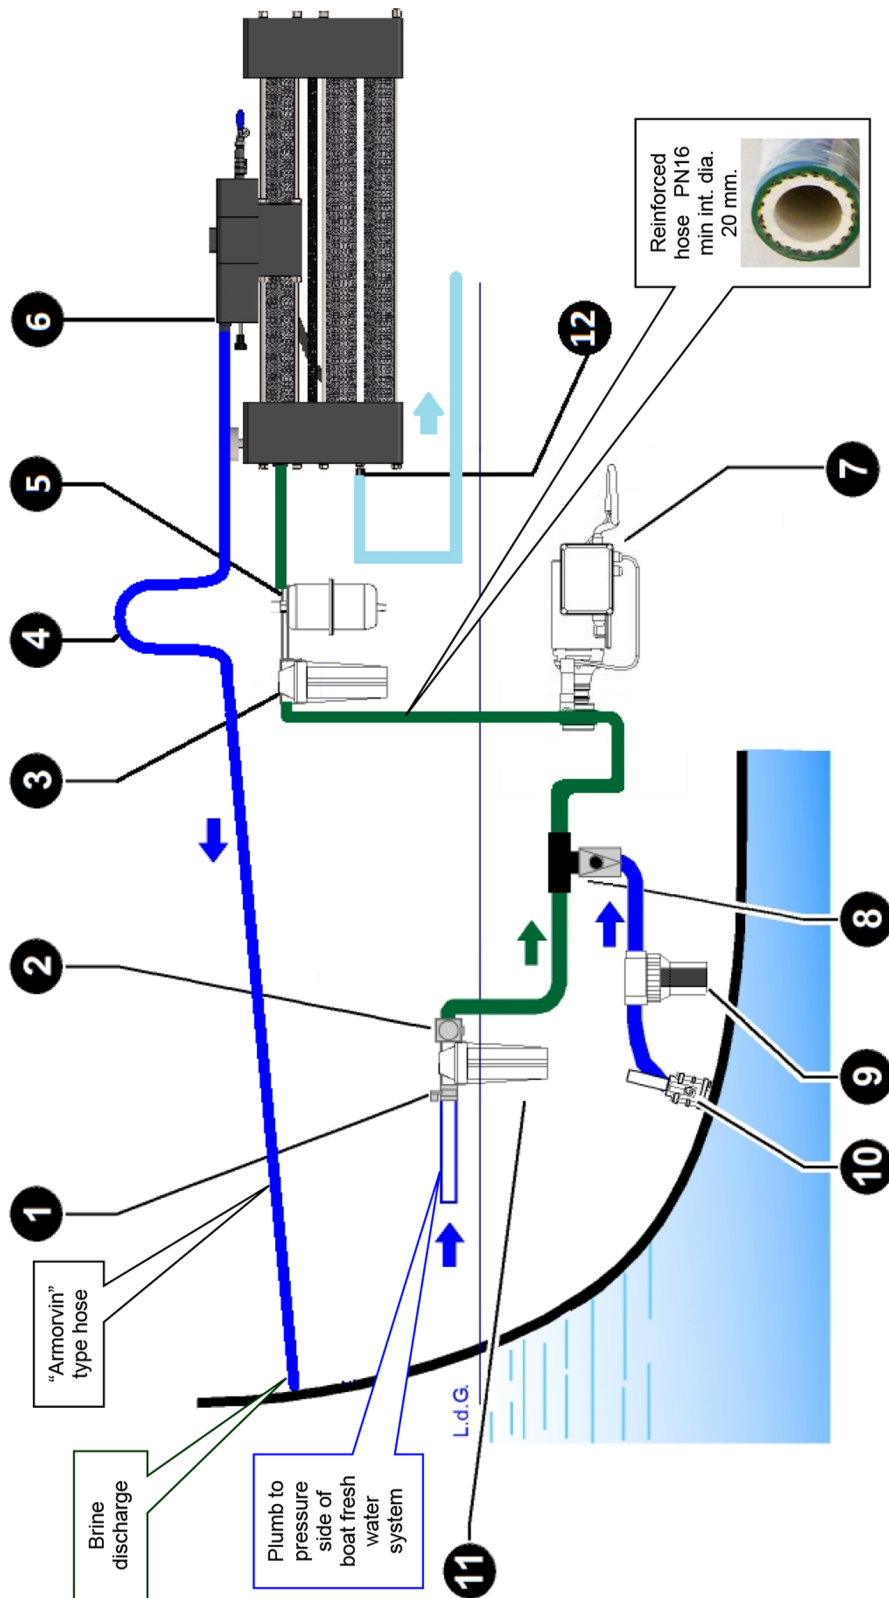 Brine
discharge
"Armorvin"
type hose
Plumb to
pressure
side of
boat fresh
water
system
L.d.G.
Reinforced
hose PN16
min int. dia.
20 mm.
1
2
3
4
5
6
7
8
9
10
11
12